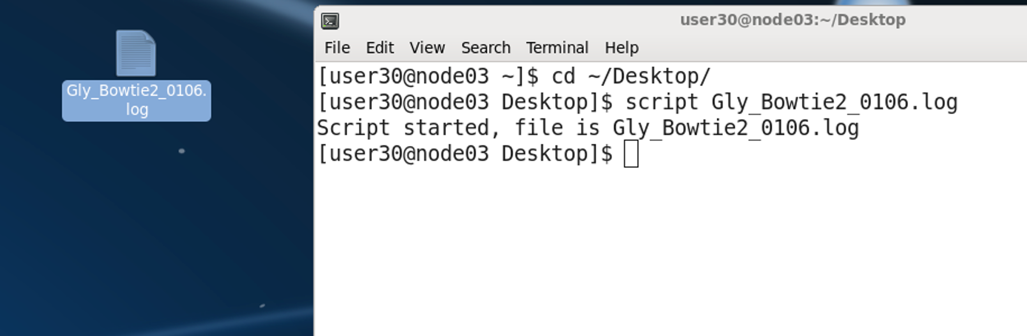 Gly_Bowtie2_0106.
log
user30@node03:~/Desktop
File Edit View Search Terminal Help
[user30@node03 ~]$ cd ~/Desktop/
[user30@node03 Desktop]$ script Gly_Bowtie2_0106.log
Script started, file is Gly_Bowtie2_0106.log
[user30@node03 Desktop]$